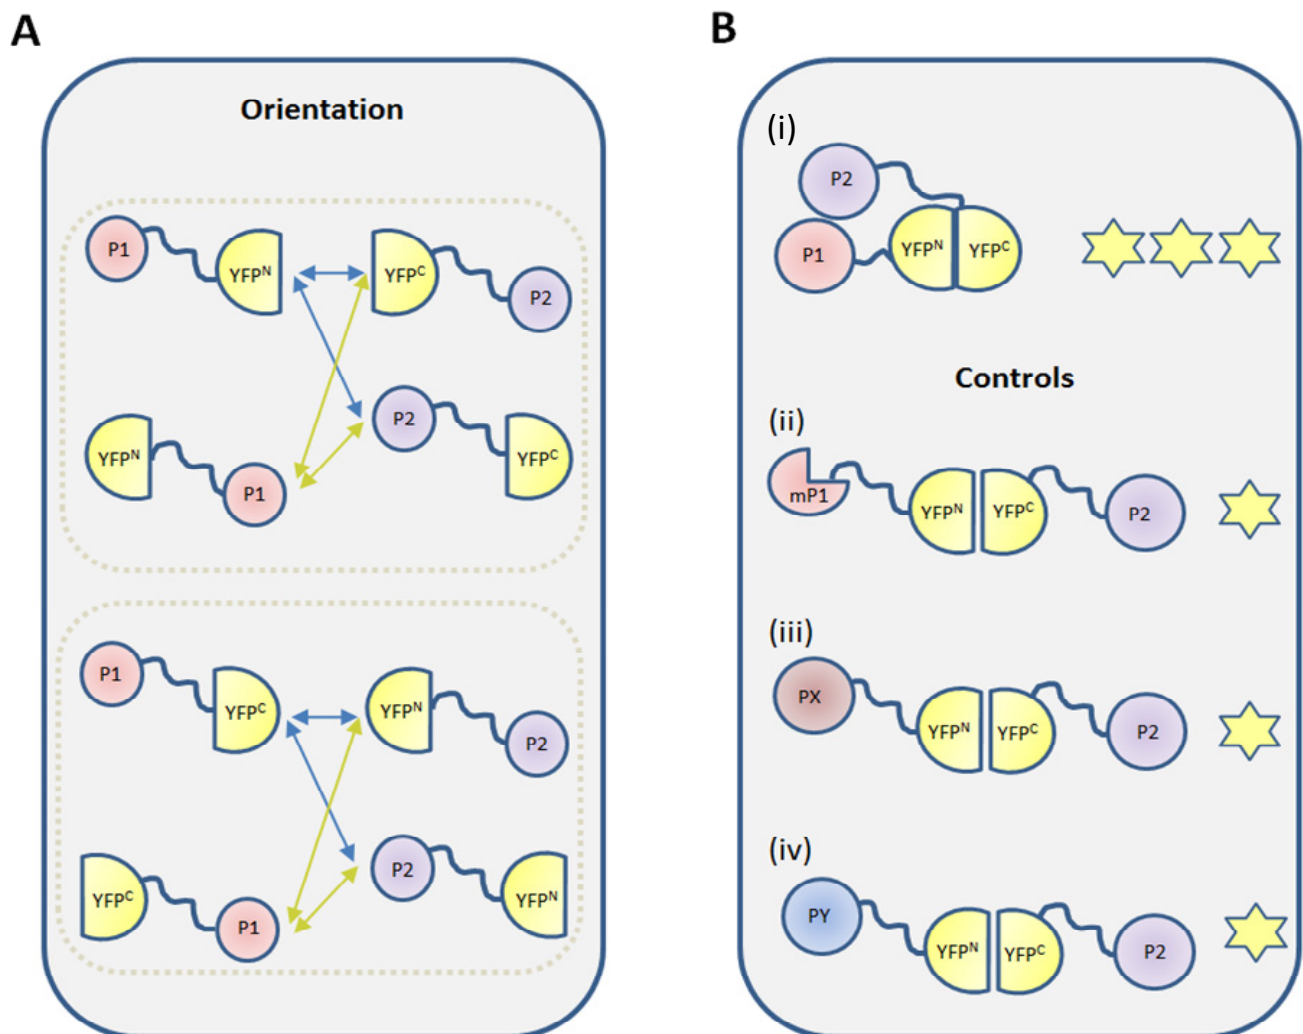 A
Orientation
P1
YFPN
YFPC
P2
P2
YFPN
YFPC
P1
P1
YFPC
YFPN
P2
P2
YFPC
YFPN
P1
B
(i)
P2
P1
YFPN
YFPC
Controls
(ii)
mP1
YFPN
YFPC
P2
(iii)
PX
YFPN
YFPC
P2
(iv)
PY
YFPN
YFPC
P2